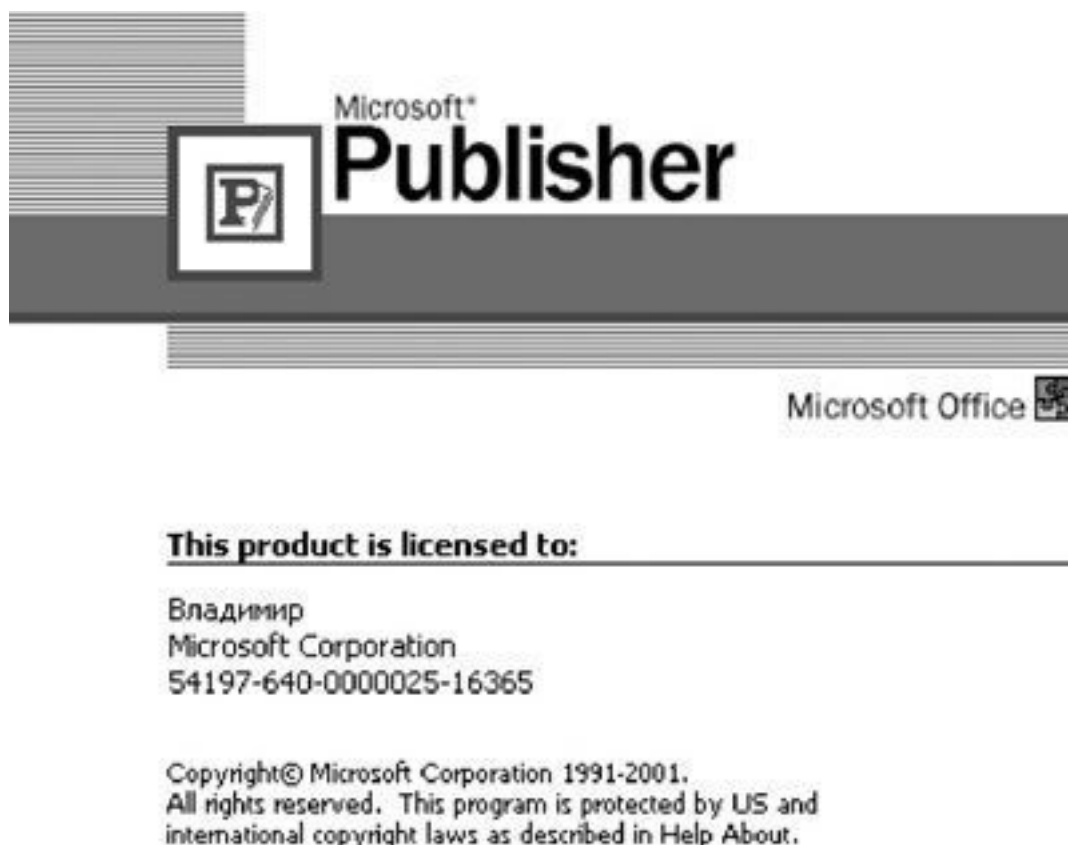 Microsoft®
Publisher
P
Microsoft Office
This product is licensed to:
Владимир
Microsoft Corporation
54197-640-0000025-16365
Copyright© Microsoft Corporation 1991-2001.
All rights reserved. This program is protected by US and
international copyright laws as described in Help About.